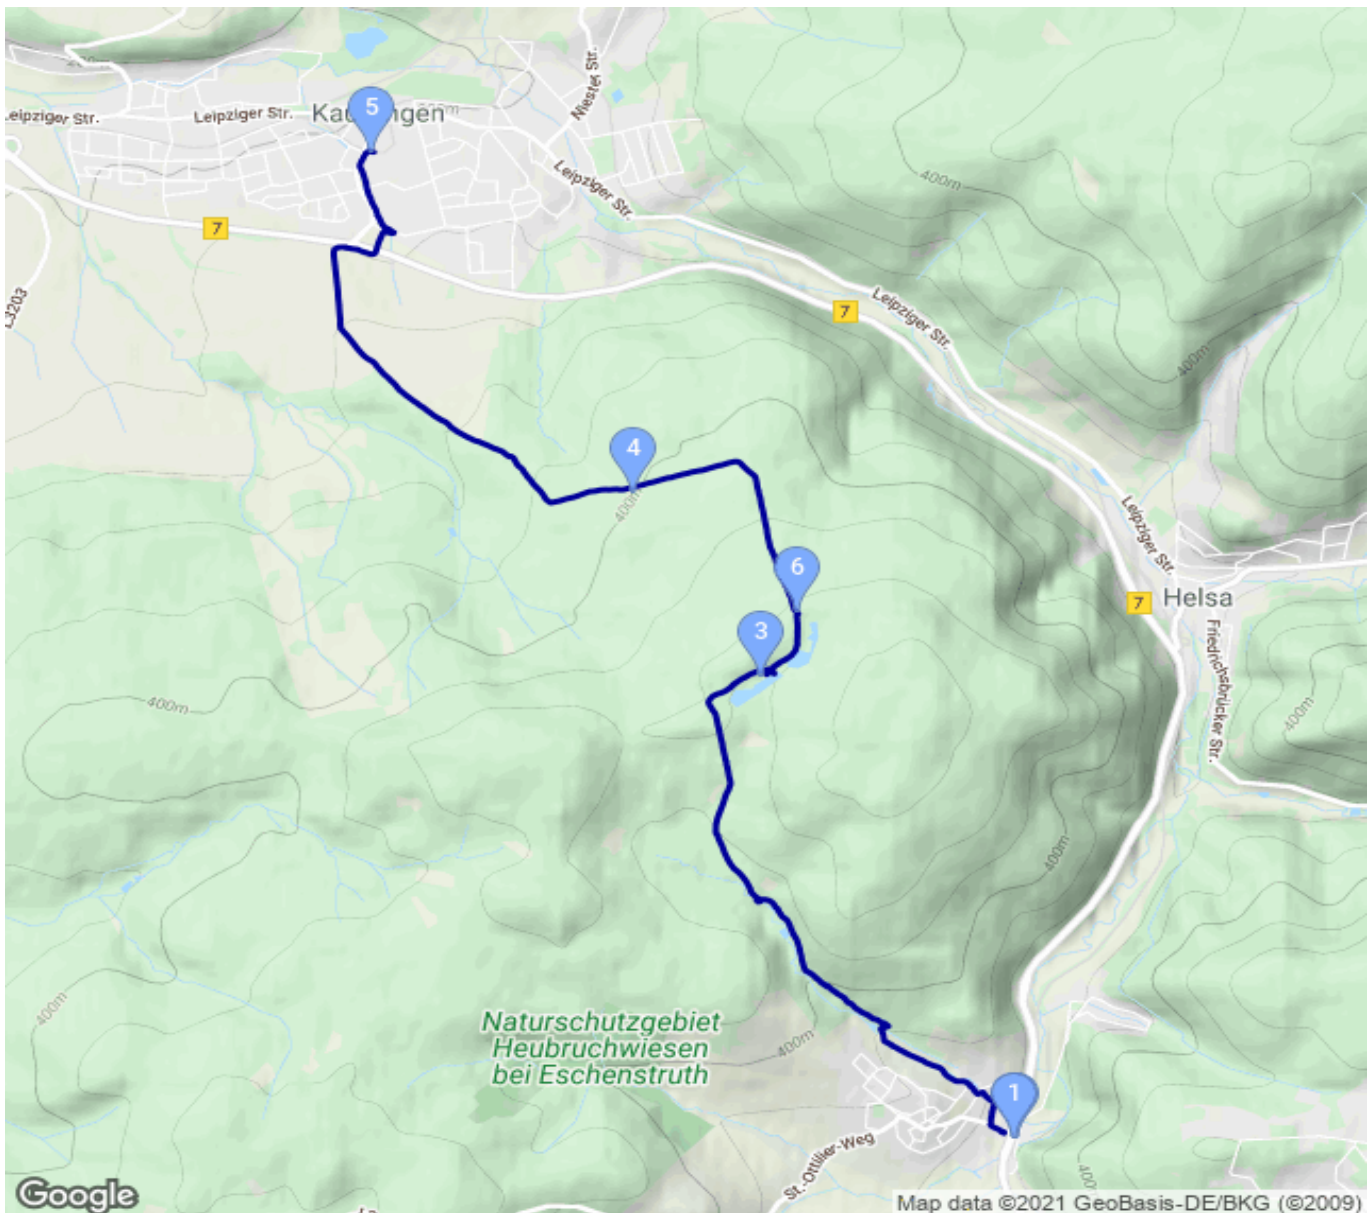 200m
Leipziger Str.
Leipziger Str.
5
Niester Str.
Leipziger Str.
400m
7
L3203
7
Leipziger Str.
400m
4
400m
Leipziger Str.
6
7
Helsa
3
Friedrichsbrücker Str.
400m
400m
400m
400m
Naturschutzgebiet
Heubruchwiesen
bei Eschenstruth
400m
1
St.-Ottilier-Weg
400m
Google
Map data ©2021 GeoBasis-DE/BKG (©2009)